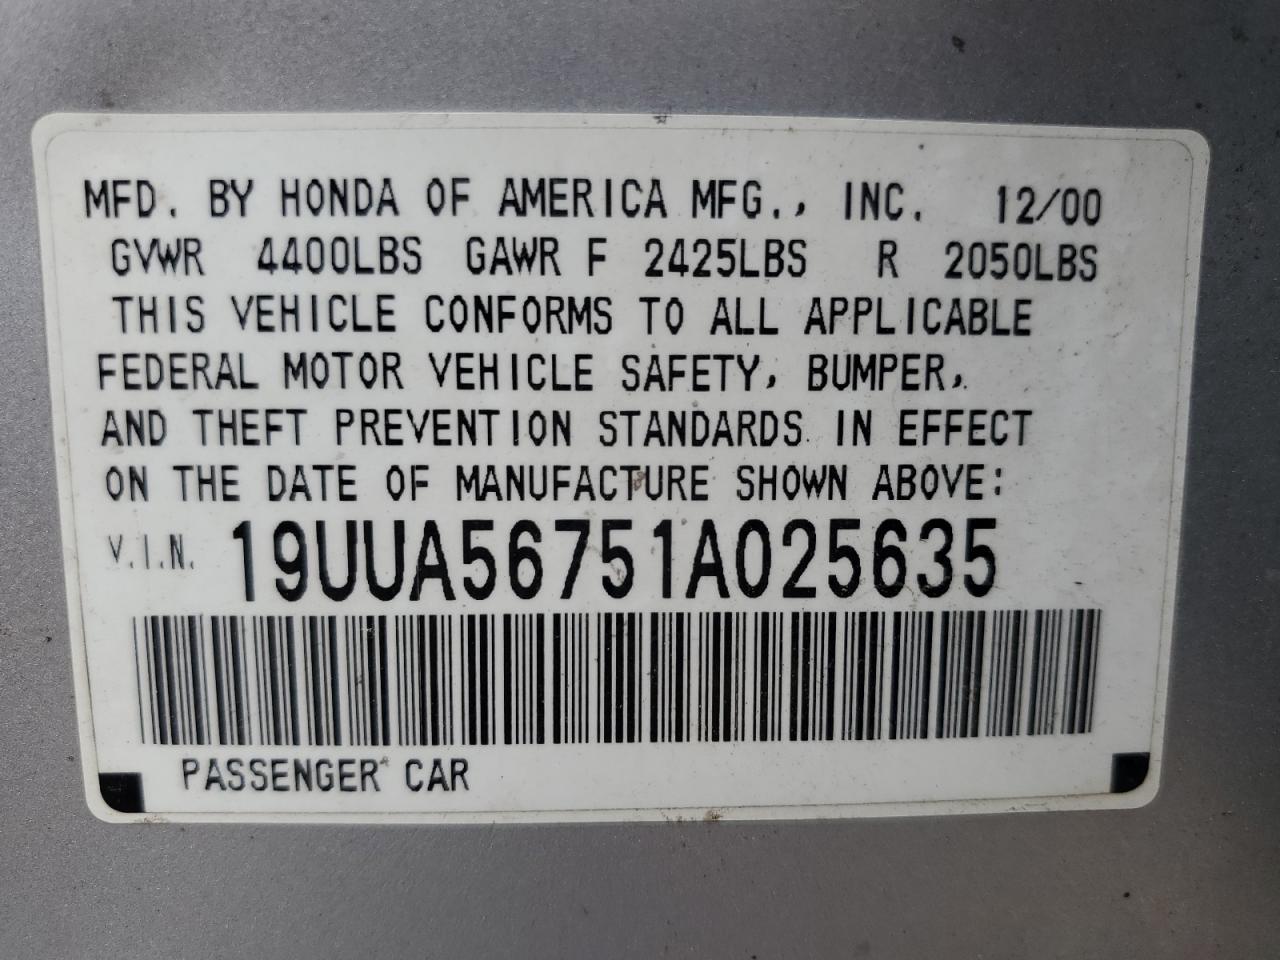 MFD. BY HONDA OF AMERICA MFG., INC. 12/00
GVWR 4400LBS GAWR F 2425LBS R 2050LBS
THIS VEHICLE CONFORMS TO ALL APPLICABLE
FEDERAL MOTOR VEHICLE SAFETY, BUMPER,
AND THEFT PREVENTION STANDARDS IN EFFECT
ON THE DATE OF MANUFACTURE SHOWN ABOVE:
V.I.N. 19UUA56751A025635
PASSENGER CAR